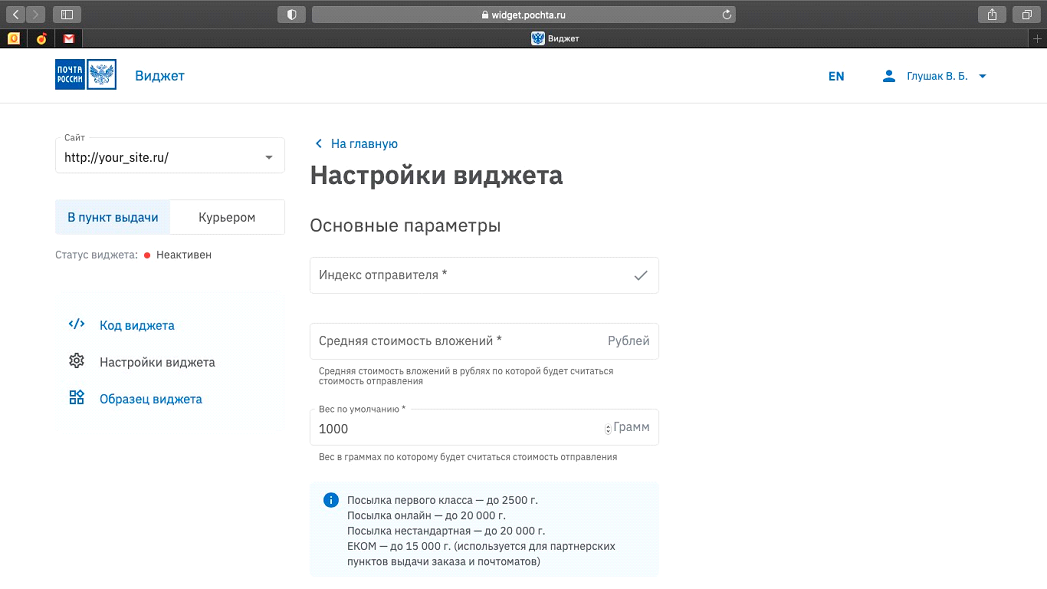 widget.pochta.ru
Виджет
ПОЧТА
РОССИИ
Виджет
EN
Глушак В. Б.
Сайт
http://your_site.ru/
В пункт выдачи
Курьером
Статус виджета:
Неактивен
Код виджета
Настройки виджета
Образец виджета
На главную
Настройки виджета
Основные параметры
Индекс отправителя *
Средняя стоимость вложений *
Рублей
Средняя стоимость вложений в рублях по которой будет считаться
стоимость отправления
Вес по умолчанию *
1000
Грамм
Вес в граммах по которому будет считаться стоимость отправления
Посылка первого класса — до 2500 г.
Посылка онлайн — до 20 000 г.
Посылка нестандартная — до 20 000 г.
ЕКОМ — до 15 000 г. (используется для партнерских
пунктов выдачи заказа и почтоматов)